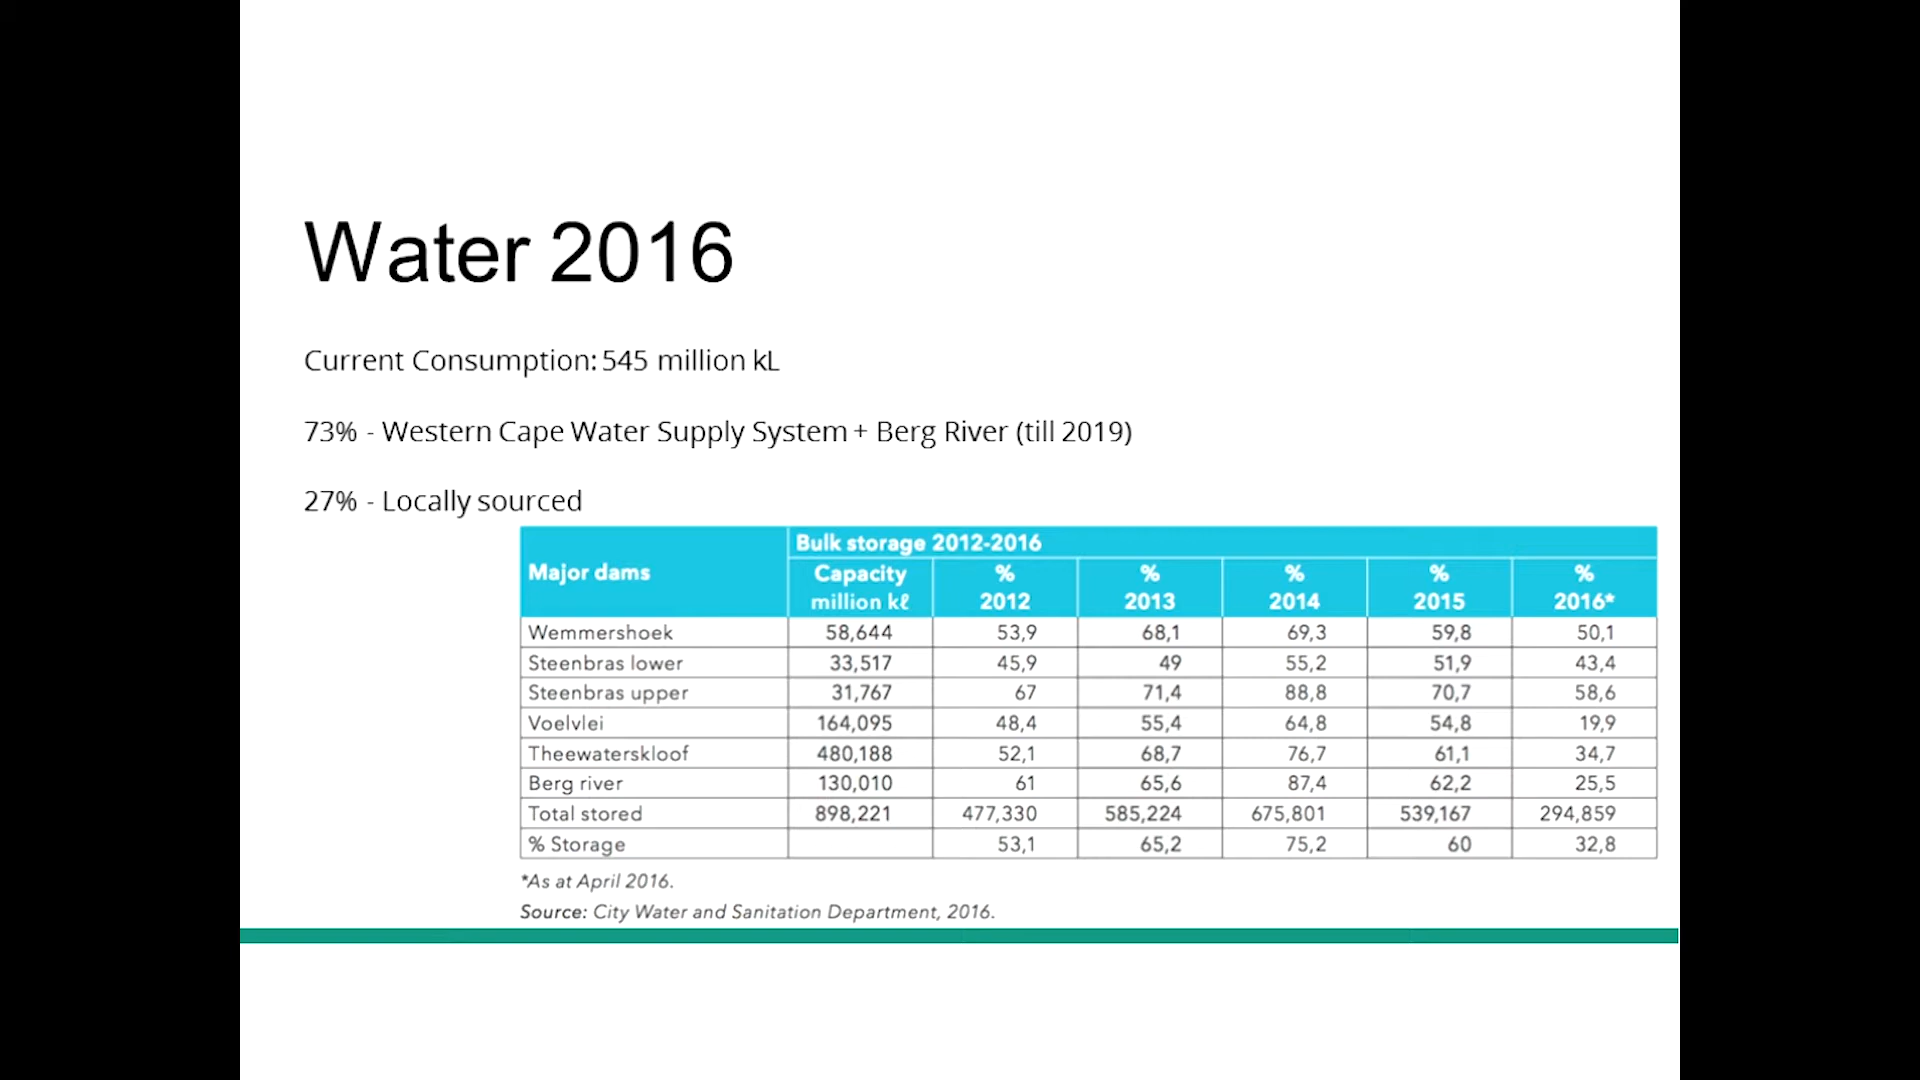 Water 2016
Current Consumption: 545 million kL
73% - Western Cape Water Supply System + Berg River (till 2019)
27% - Locally sourced
Major dams
Bulk storage 2012-2016
Capacity million kℓ % 2012 % 2013 % 2014 % 2015 % 2016*
Wemmershoek 58,644 53,9 68,1 69,3 59,8 50,1
Steenbras lower 33,517 45,9 49 55,2 51,9 43,4
Steenbras upper 31,767 67 71,4 88,8 70,7 58,6
Voelvlei 164,095 48,4 55,4 64,8 54,8 19,9
Theewaterskloof 480,188 52,1 68,7 76,7 61,1 34,7
Berg river 130,010 61 65,6 87,4 62,2 25,5
Total stored 898,221 477,330 585,224 675,801 539,167 294,859
% Storage 53,1 65,2 75,2 60 32,8
*As at April 2016.
Source: City Water and Sanitation Department, 2016.